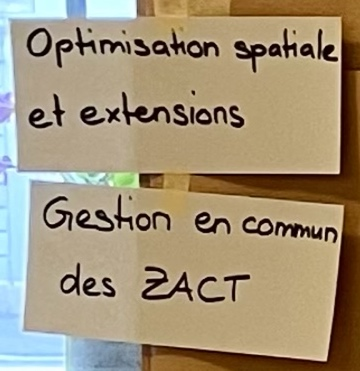 Optimisation spatiale
et extensions
Gestion en commun
des ZACT